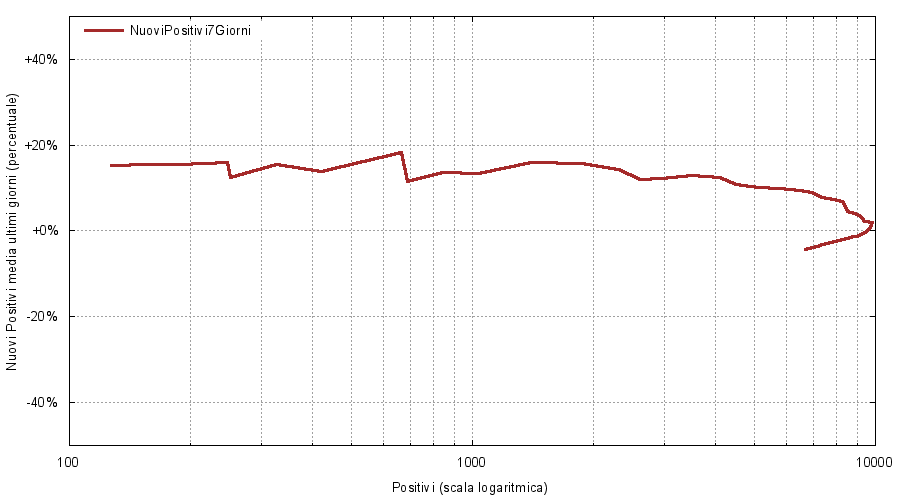 NuoviPositivi7Giorni
+40%
+20%
+0%
-20%
-40%
Nuovi Positivi media ultimi giorni (percentuale)
100 1000 10000
Positivi (scala logaritmica)